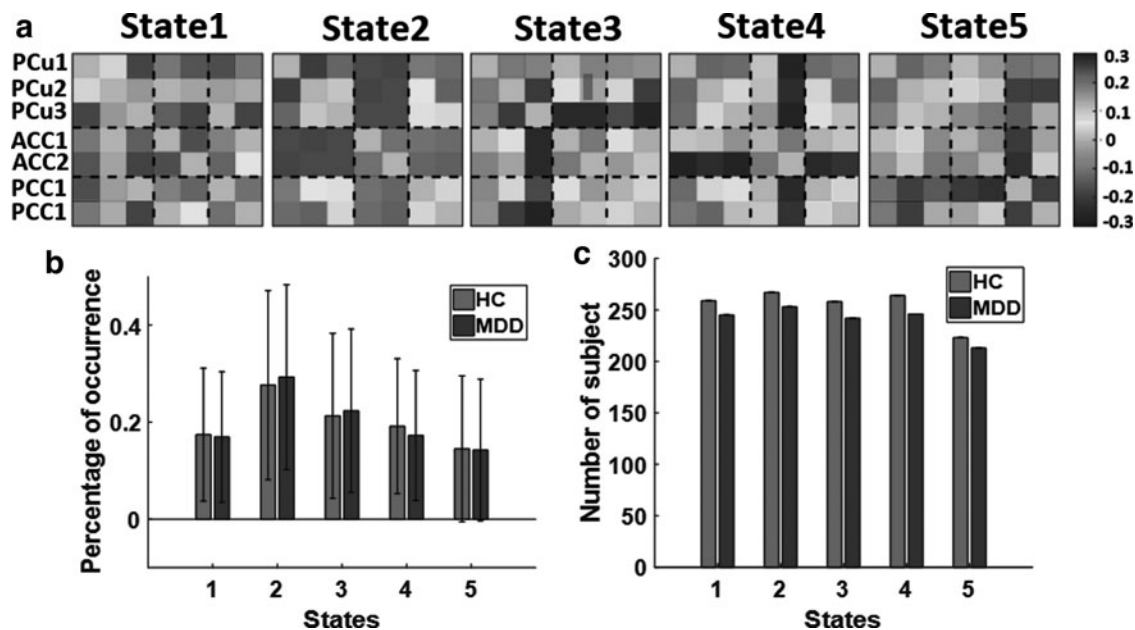 a
State1 State2 State3 State4 State5
PCu1
PCu2
PCu3
ACC1
ACC2
PCC1
PCC1
0.3
0.2
0.1
0
-0.1
-0.2
-0.3
b
Percentage of occurrence
0.4
0.2
0
HC
MDD
1 2 3 4 5
States
c
Number of subject
300
250
200
150
100
50
0
HC
MDD
1 2 3 4 5
States